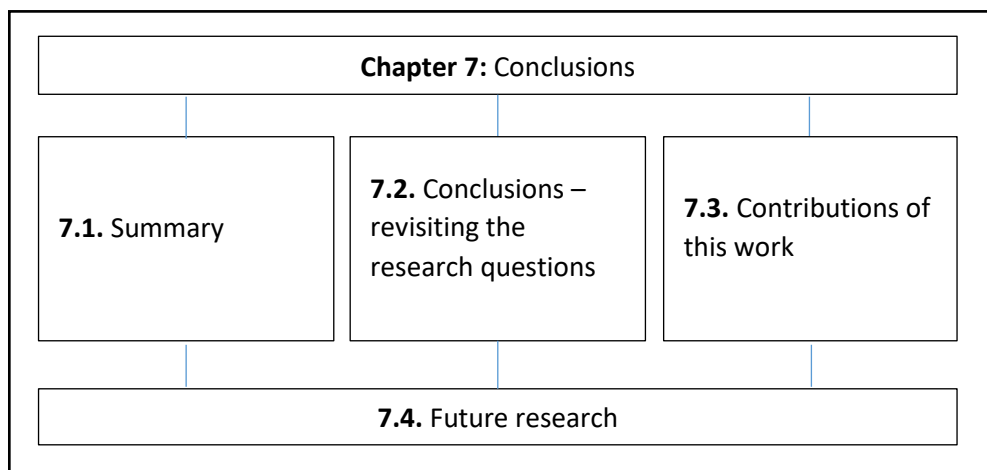 Chapter 7: Conclusions
7.1. Summary
7.2. Conclusions –
revisiting the
research questions
7.3. Contributions of
this work
7.4. Future research